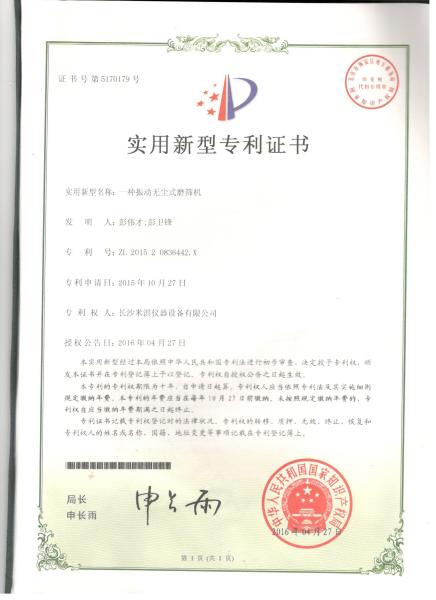 证书号第5170179号
实用新型专利证书
实用新型名称：一种振动无尘式磨筛机
发　明　人：彭伟才;彭卫锋
专　利　号：ZL 2015 2 0836442.X
专利申请日：2015年10月27日
专　利　权　人：长沙米淇仪器设备有限公司
授权公告日：2016年04月27日
本实用新型经过本局依照中华人民共和国专利法进行初步审查，决定授予专利权，颁
发本证书并在专利登记簿上予以登记。专利权自授权公告之日起生效。
本专利的专利权期限为十年，自申请日起算。专利权人应当依照专利法及其实施细则
规定缴纳年费。本专利的年费应当在每年10月27日前缴纳。未按照规定缴纳年费的，专
利权自应当缴纳年费期满之日起终止。
专利证书记载专利权登记时的法律状况。专利权的转移、质押、无效、终止、恢复和
专利权人的姓名或名称、国籍、地址变更等事项记载在专利登记簿上。
局长
申长雨
申长雨
中华人民共和国国家知识产权局
2016年04月27日
第1页(共1页)